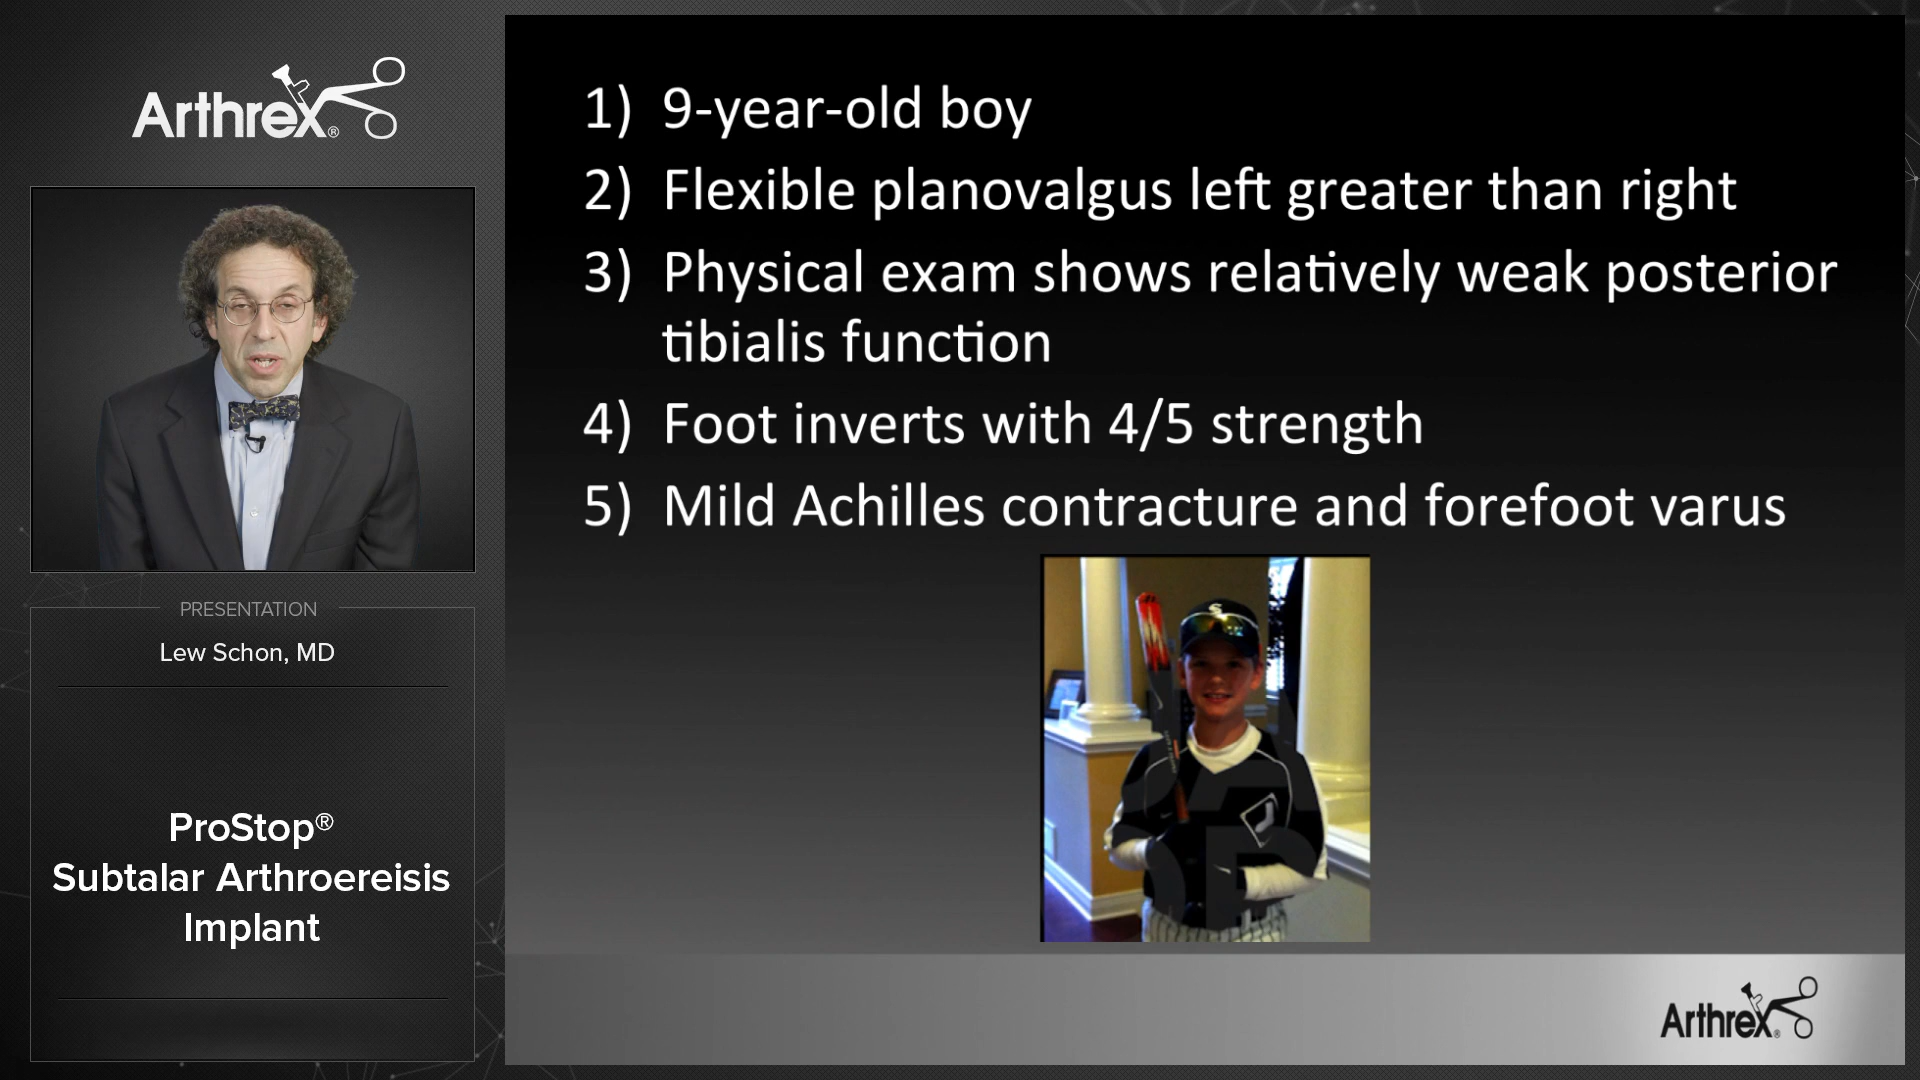 Arthrex®
PRESENTATION
Lew Schon, MD
ProStop®
Subtalar Arthroereisis
Implant
1) 9-year-old boy
2) Flexible planovalgus left greater than right
3) Physical exam shows relatively weak posterior
tibialis function
4) Foot inverts with 4/5 strength
5) Mild Achilles contracture and forefoot varus
S
Arthrex®